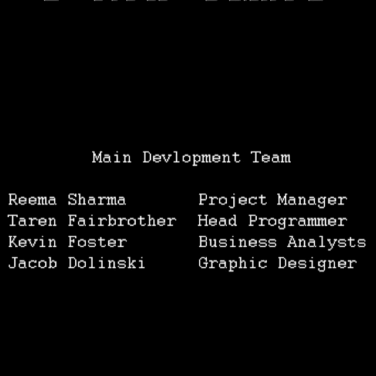 Main Devlopment Team
Reema Sharma Project Manager
Taren Fairbrother Head Programmer
Kevin Foster Business Analysts
Jacob Dolinski Graphic Designer